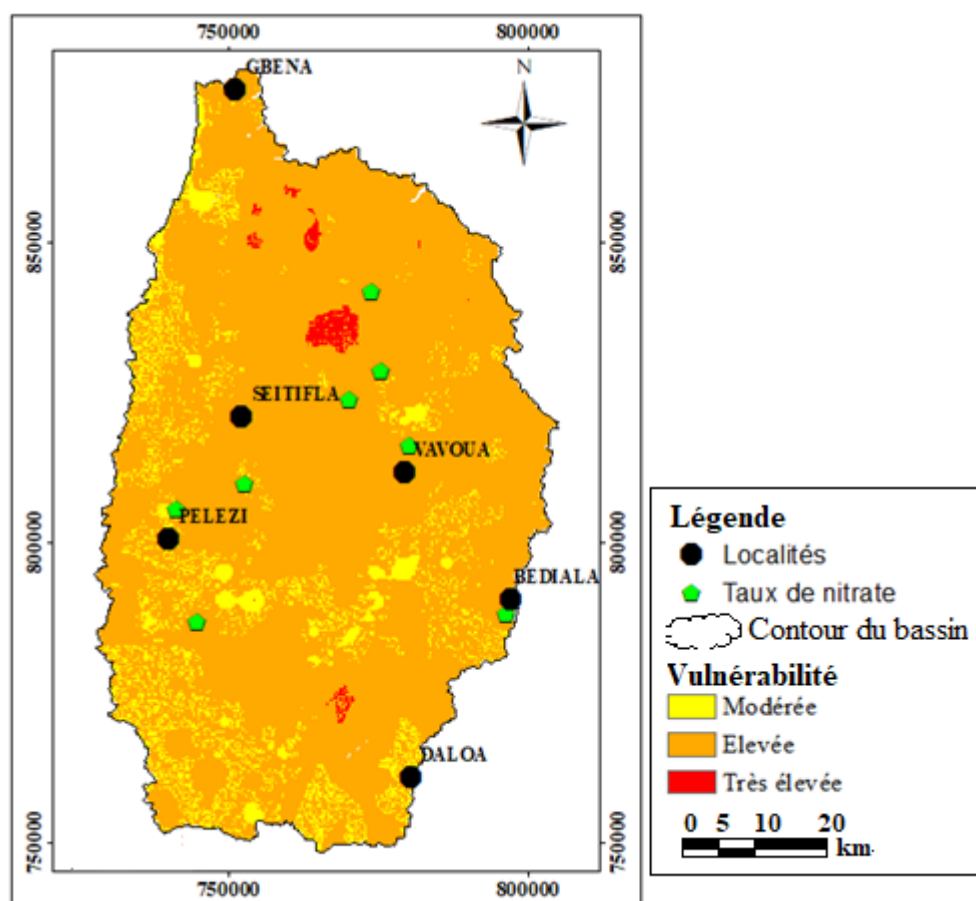 750000 800000
GBENA
N
850000 850000
SEITIFLA
VAVOUA
PELEZI
800000 800000
BEDIALA
DALOA
750000 750000
750000 800000
Légende
Localités
Taux de nitrate
Contour du bassin
Vulnérabilité
Modérée
Elevée
Très élevée
0 5 10 20
km